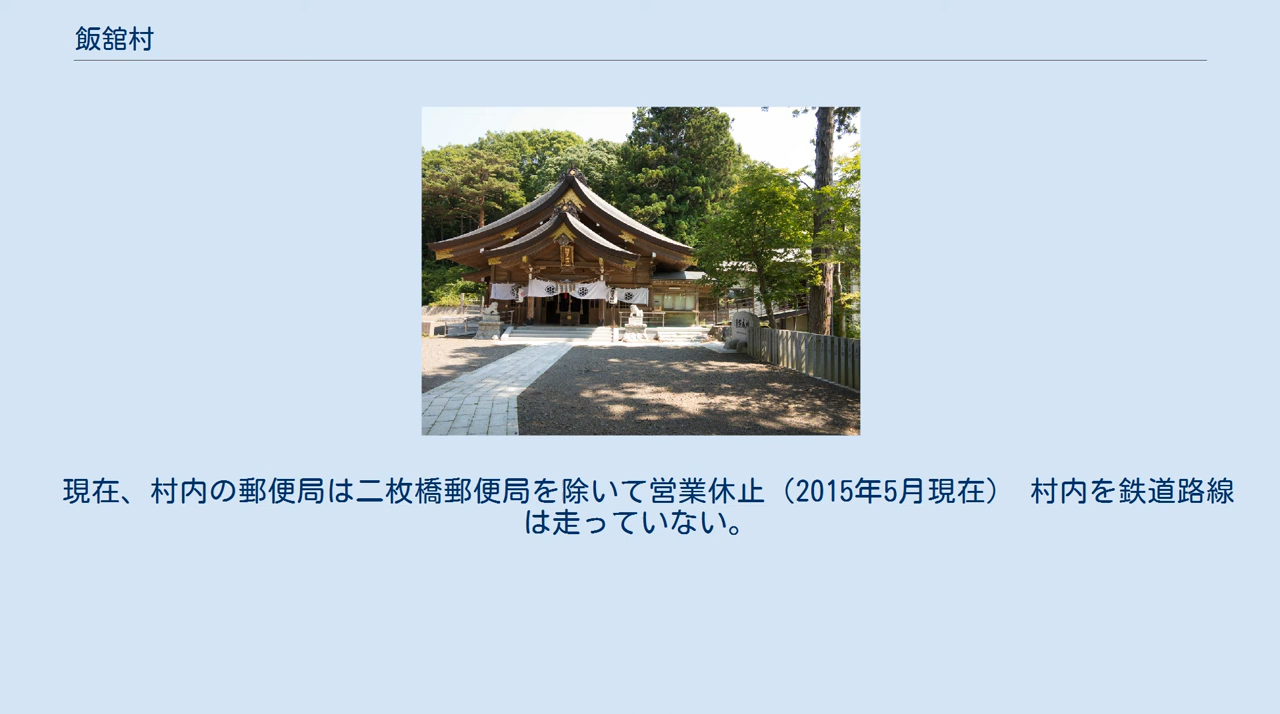 飯舘村
現在、村内の郵便局は二枚橋郵便局を除いて営業休止（2015年5月現在）　村内を鉄道路線
は走っていない。